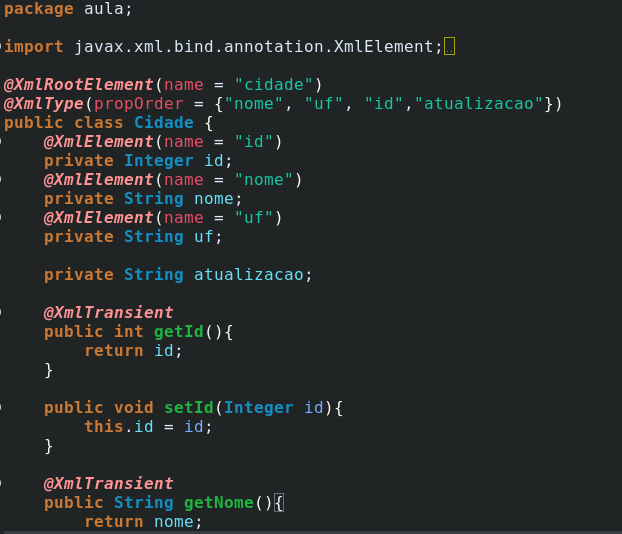 package aula;
import javax.xml.bind.annotation.XmlElement;
@XmlRootElement(name = "cidade")
@XmlType(propOrder = {"nome", "uf", "id","atualizacao"})
public class Cidade {
@XmlElement(name = "id")
private Integer id;
@XmlElement(name = "nome")
private String nome;
@XmlElement(name = "uf")
private String uf;
private String atualizacao;
@XmlTransient
public int getId(){
return id;
}
public void setId(Integer id){
this.id = id;
}
@XmlTransient
public String getNome(){
return nome;